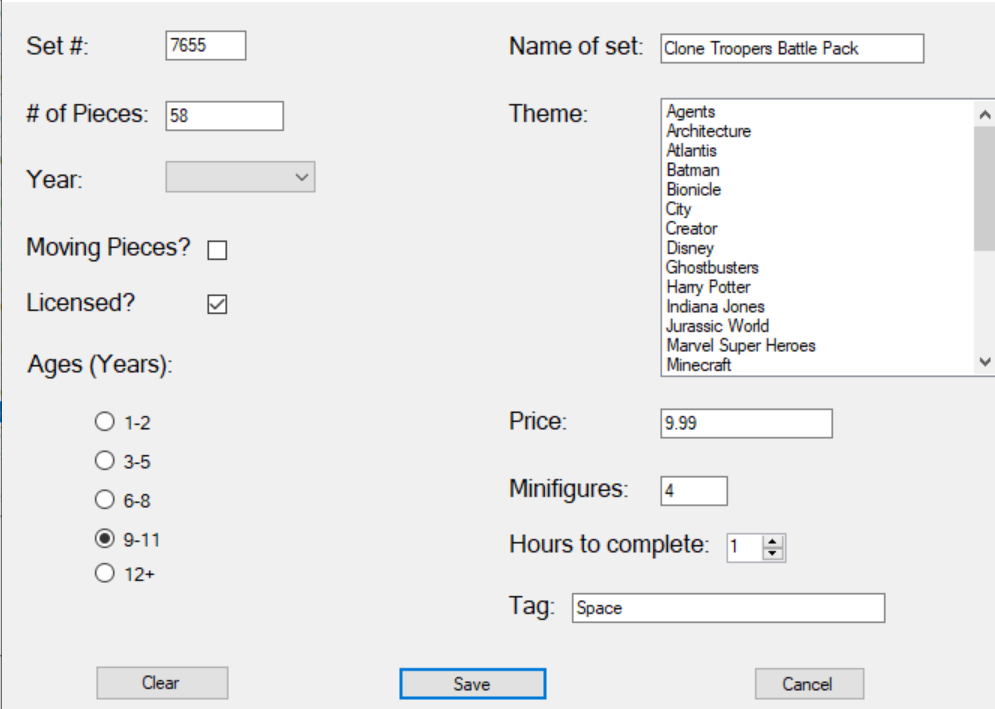 Set #: 7655
Name of set: Clone Troopers Battle Pack
# of Pieces: 58
Theme:
Agents
Architecture
Atlantis
Batman
Bionicle
City
Creator
Disney
Ghostbusters
Harry Potter
Indiana Jones
Jurassic World
Marvel Super Heroes
Minecraft
Year:
Moving Pieces?
Licensed?
Ages (Years):
1-2
3-5
6-8
9-11
12+
Price: 9.99
Minifigures: 4
Hours to complete: 1
Tag: Space
Clear
Save
Cancel